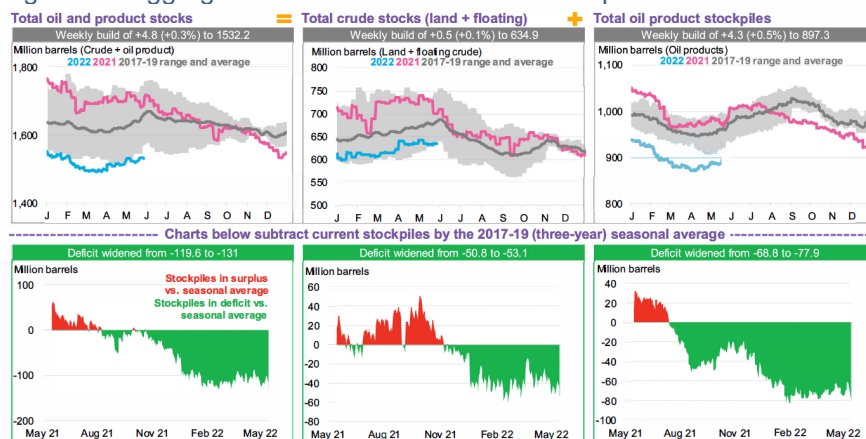 Total oil and product stocks
=
Total crude stocks (land + floating)
+
Total oil product stockpiles
Weekly build of +4.8 (+0.3%) to 1532.2
Weekly build of +0.5 (+0.1%) to 634.9
Weekly build of +4.3 (+0.5%) to 897.3
Million barrels (Crude + oil product)
2022 2021 2017-19 range and average
1,800
1,600
1,400
J F M A M J J A S O N D
Million barrels (Land + floating crude)
2022 2021 2017-19 range and average
800
750
700
650
600
550
500
J F M A M J J A S O N D
Million barrels (Oil products)
2022 2021 2017-19 range and average
1,100
1,000
900
800
J F M A M J J A S O N D
Charts below subtract current stockpiles by the 2017-19 (three-year) seasonal average
Deficit widened from -119.6 to -131
Million barrels
Stockpiles in surplus
vs. seasonal average
Stockpiles in deficit vs.
seasonal average
100
0
-100
-200
May 21 Aug 21 Nov 21 Feb 22 May 22
Deficit widened from -50.8 to -53.1
Million barrels
60
40
20
0
-20
-40
-60
-80
May 21 Aug 21 Nov 21 Feb 22 May 22
Deficit widened from -68.8 to -77.9
Million barrels
40
20
0
-20
-40
-60
-80
-100
May 21 Aug 21 Nov 21 Feb 22 May 22